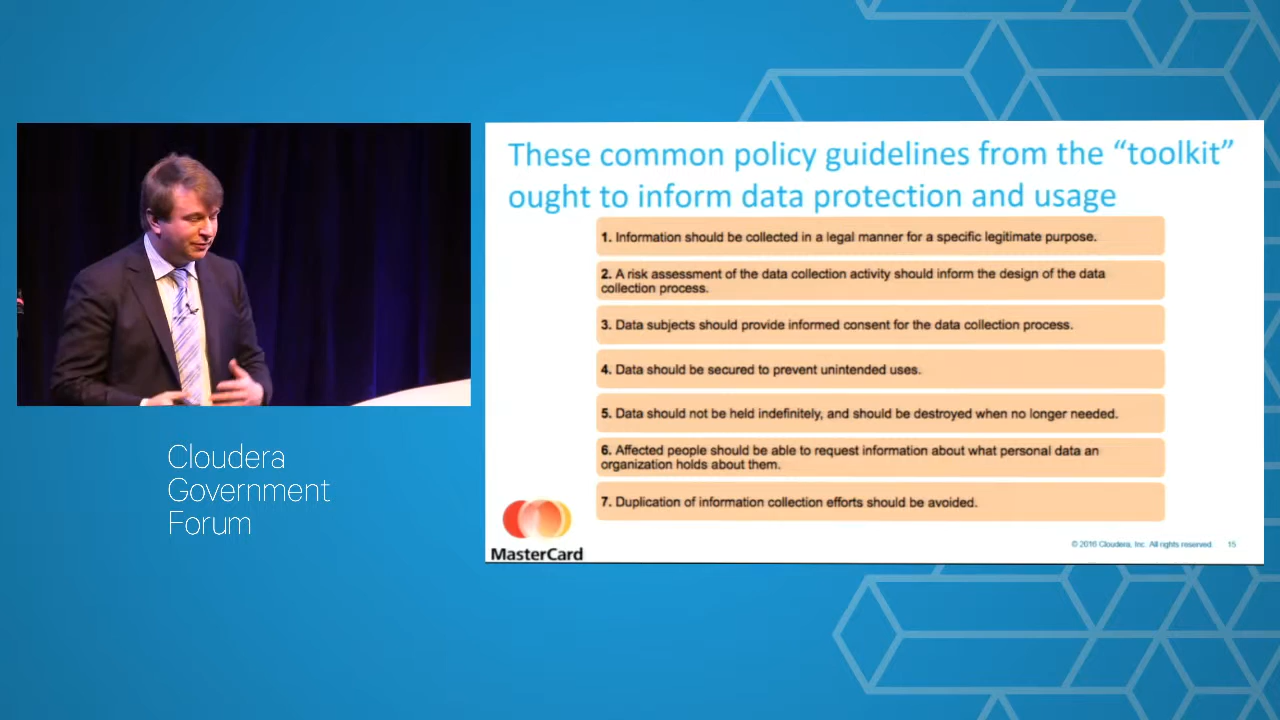 These common policy guidelines from the “toolkit”
ought to inform data protection and usage
1. Information should be collected in a legal manner for a specific legitimate purpose.
2. A risk assessment of the data collection activity should inform the design of the data
collection process.
3. Data subjects should provide informed consent for the data collection process.
4. Data should be secured to prevent unintended uses.
5. Data should not be held indefinitely, and should be destroyed when no longer needed.
6. Affected people should be able to request information about what personal data an
organization holds about them.
7. Duplication of information collection efforts should be avoided.
MasterCard
© 2016 Cloudera, Inc. All rights reserved. 15
Cloudera
Government
Forum